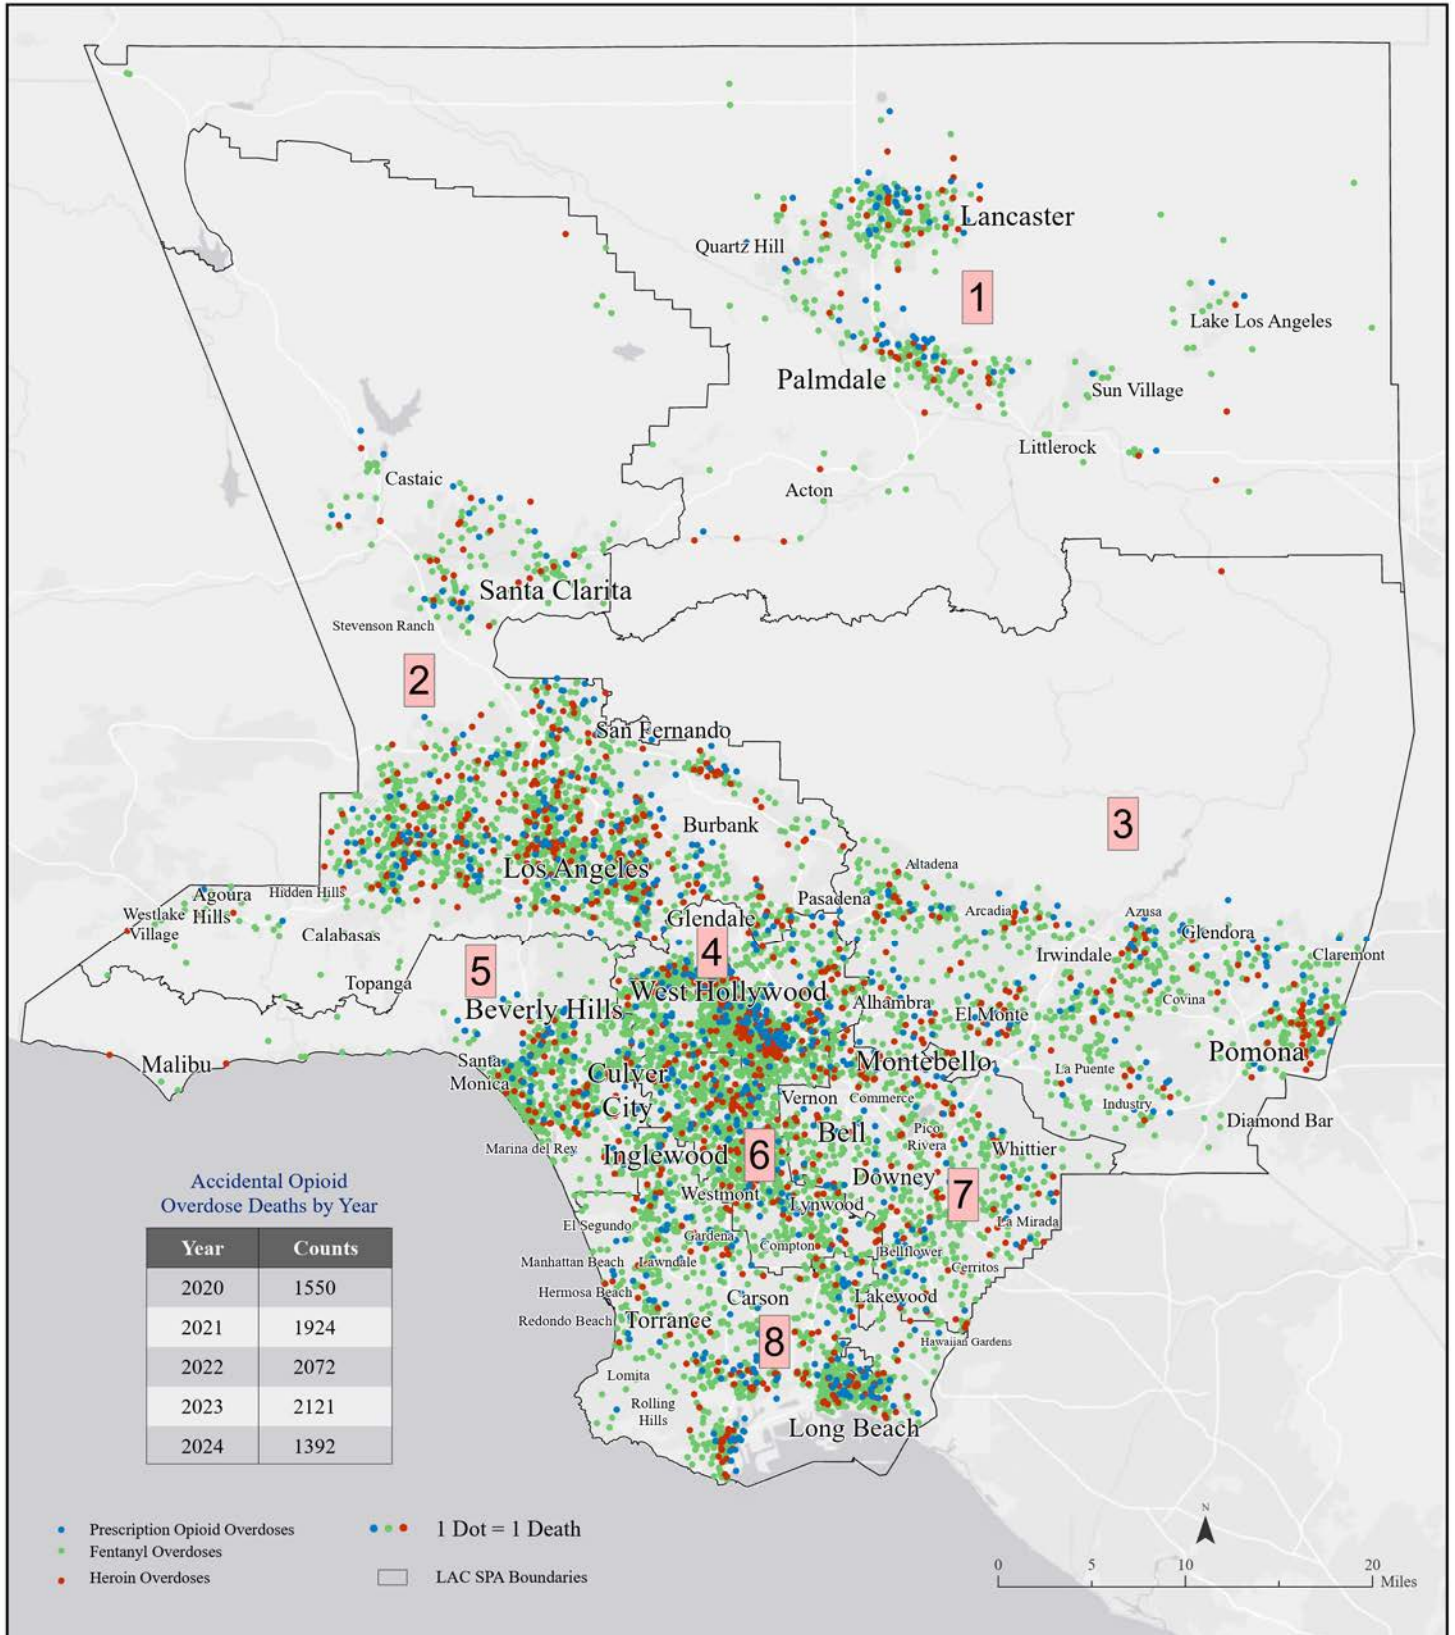 Lancaster
Quartz Hill
1
Lake Los Angeles
Palmdale
Sun Village
Littlerock
Castaic
Acton
Santa Clarita
Stevenson Ranch
2
San Fernando
3
Burbank
Los Angeles
Altadena
Agoura
Hills
Hidden Hills
Pasadena
Westlake
Village
Arcadia
Azusa
Glendale
Calabasas
Glendora
4
Irwindale
Claremont
5
Topanga
West Hollywood
Beverly Hills
Alhambra
Covina
El Monte
Pomona
Malibu
Santa
Monica
Culver
City
Montebello
La Puente
Vernon
Commerce
Industry
Diamond Bar
Bell
Pico
Rivera
Marina del Rey
Inglewood
6
Whittier
Downey
7
Westmont
Lynwood
El Segundo
La Mirada
Gardena
Compton
Bellflower
Manhattan Beach
Lawndale
Cerritos
Hermosa Beach
Carson
Lakewood
Redondo Beach
Torrance
8
Hawaiian Gardens
Lomita
Rolling
Hills
Long Beach
Accidental Opioid
Overdose Deaths by Year
Year Counts
2020 1550
2021 1924
2022 2072
2023 2121
2024 1392
Prescription Opioid Overdoses
Fentanyl Overdoses
Heroin Overdoses
1 Dot = 1 Death
LAC SPA Boundaries
N
0 5 10 20
Miles